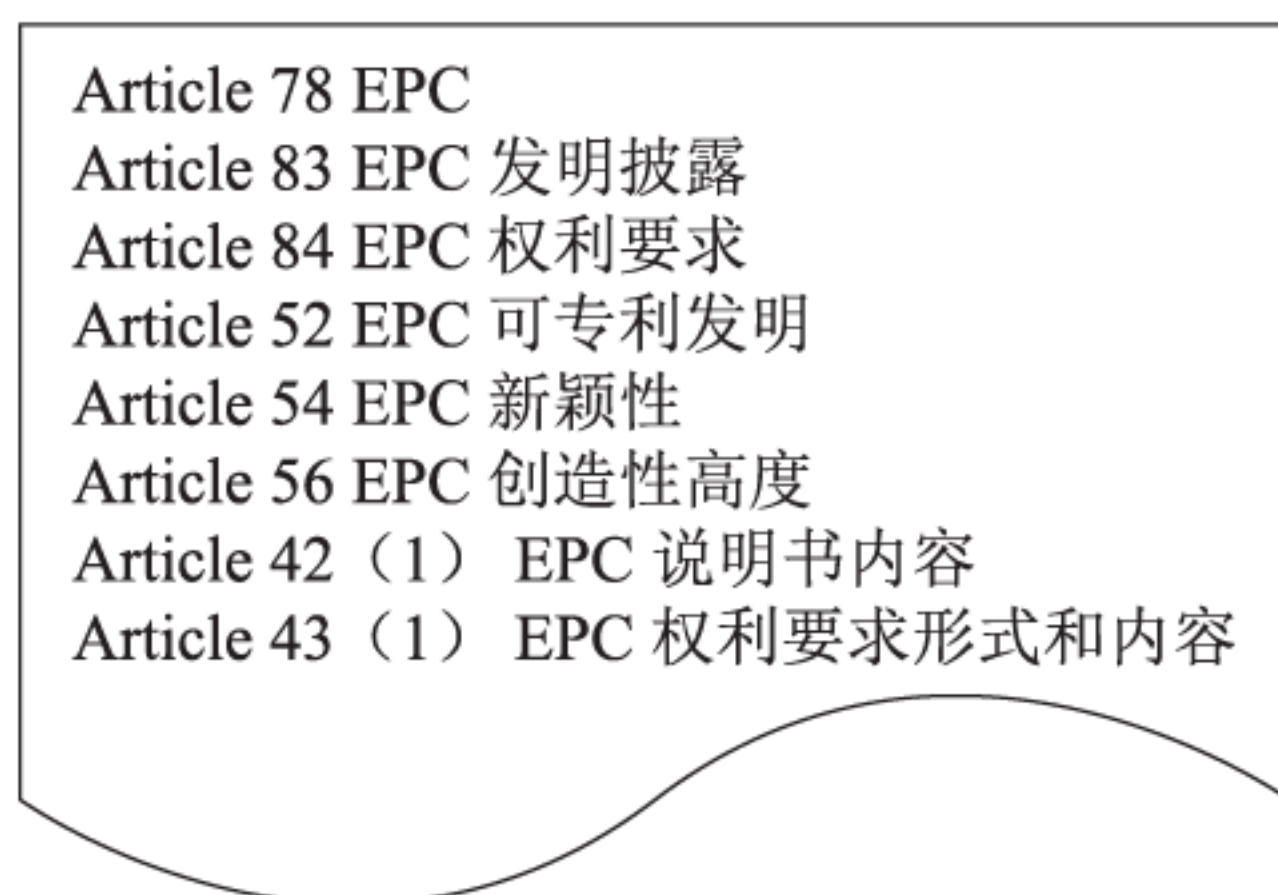 Article 78 EPC
Article 83 EPC 发明披露
Article 84 EPC 权利要求
Article 52 EPC 可专利发明
Article 54 EPC 新颖性
Article 56 EPC 创造性高度
Article 42（1） EPC 说明书内容
Article 43（1） EPC 权利要求形式和内容